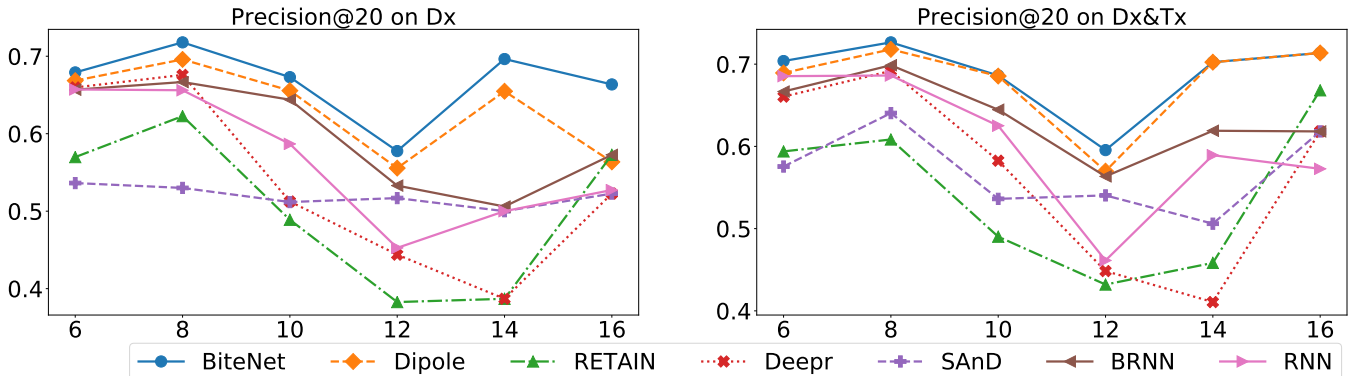 Precision@20 on Dx
0.7
0.6
0.5
0.4
6 8 10 12 14 16
Precision@20 on Dx&Tx
0.7
0.6
0.5
0.4
6 8 10 12 14 16
BiteNet Dipole RETAIN Deepr SAnD BRNN RNN